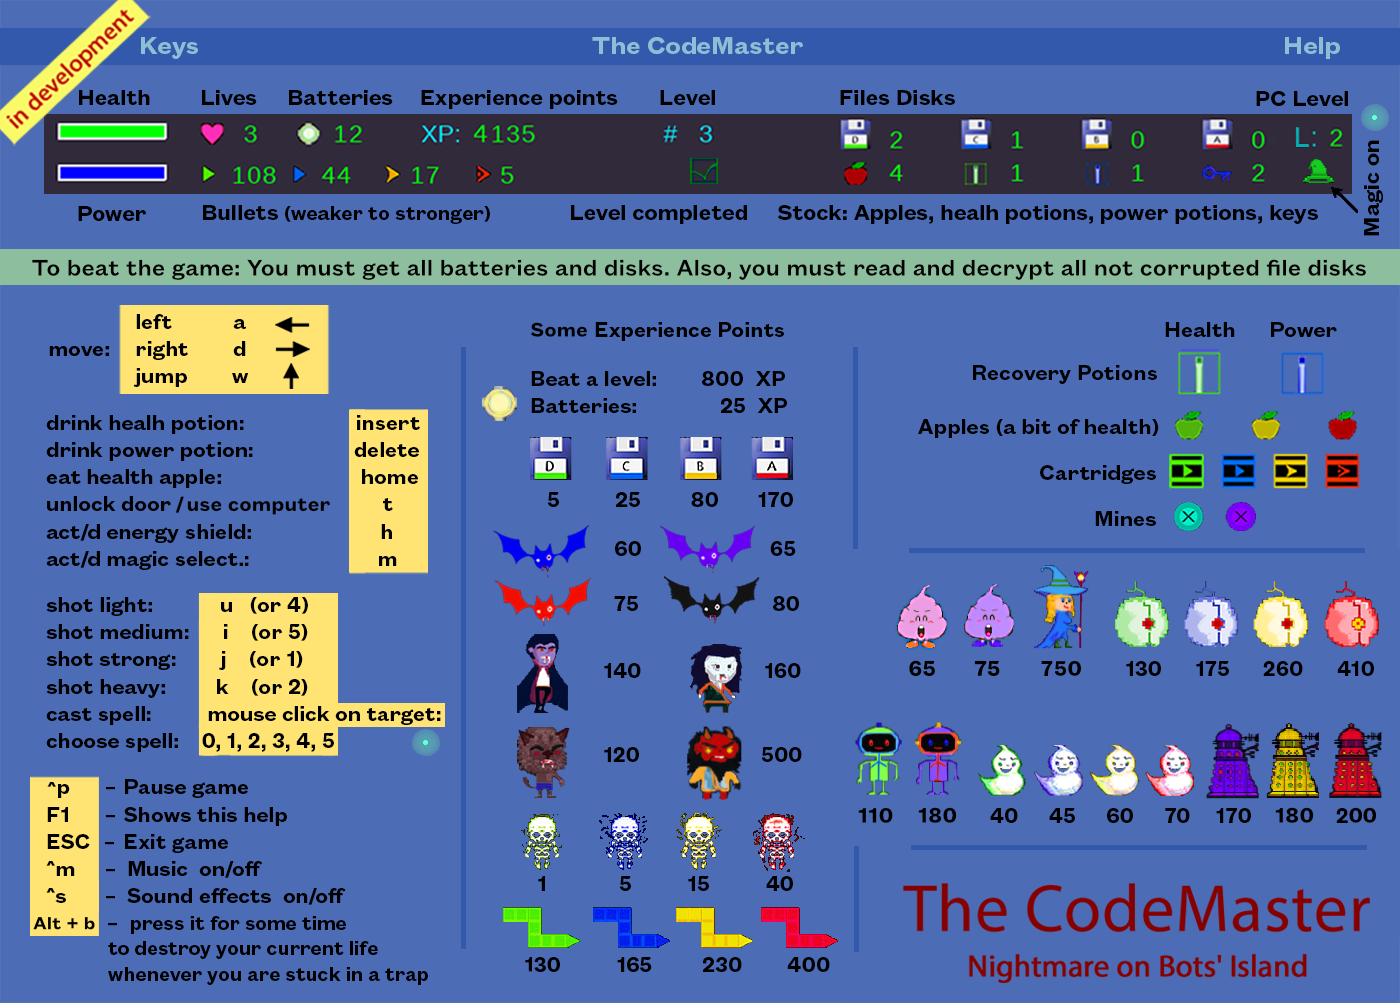 in development
Keys
The CodeMaster
Help
Health Lives Batteries Experience points Level Files Disks PC Level
3 12 XP: 4135 # 3 D 2 C 1 B 0 A 0 L: 2
108 44 17 5 4 1 1 2
Magic on
Power Bullets (weaker to stronger) Level completed Stock: Apples, healh potions, power potions, keys
To beat the game: You must get all batteries and disks. Also, you must read and decrypt all not corrupted file disks
move:
left a
right d
jump w
drink healh potion: insert
drink power potion: delete
eat health apple: home
unlock door / use computer t
act/d energy shield: h
act/d magic select.: m
shot light: u (or 4)
shot medium: i (or 5)
shot strong: j (or 1)
shot heavy: k (or 2)
cast spell: mouse click on target:
choose spell: 0, 1, 2, 3, 4, 5
^p – Pause game
F1 – Shows this help
ESC – Exit game
^m – Music on/off
^s – Sound effects on/off
Alt + b – press it for some time
to destroy your current life
whenever you are stuck in a trap
Some Experience Points
Beat a level: 800 XP
Batteries: 25 XP
D C B A
5 25 80 170
60 65
75 80
140 160
120 500
1 5 15 40
130 165 230 400
Health Power
Recovery Potions
Apples (a bit of health)
Cartridges
Mines
65 75 750 130 175 260 410
110 180 40 45 60 70 170 180 200
The CodeMaster
Nightmare on Bots' Island